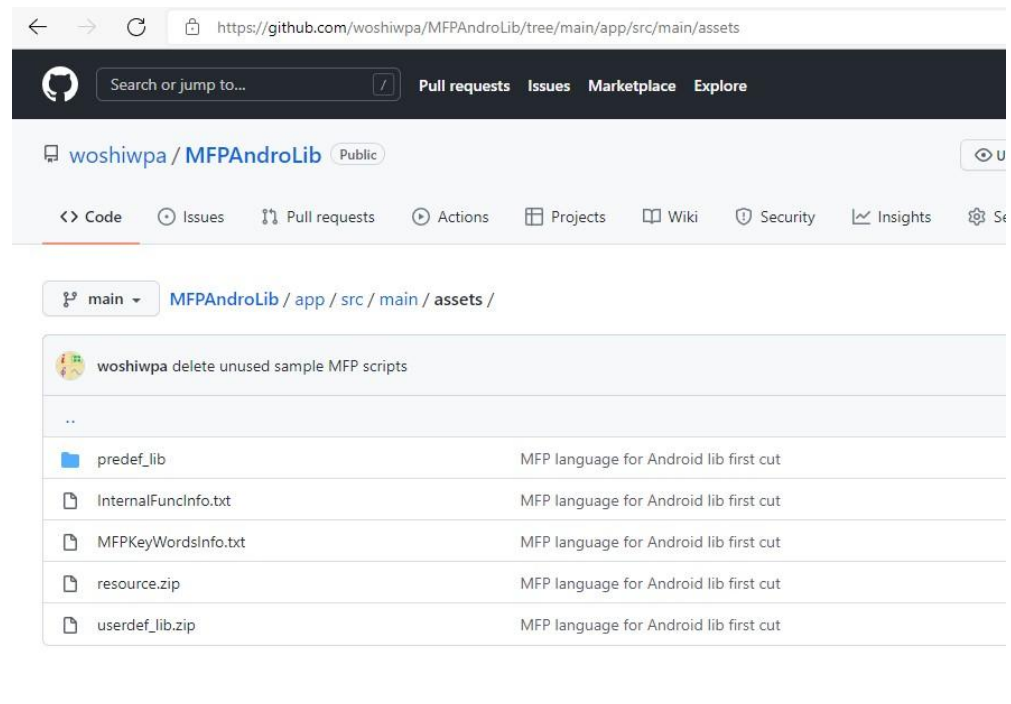 https://github.com/woshiwpa/MFPAndroLib/tree/main/app/src/main/assets
Search or jump to... / Pull requests Issues Marketplace Explore
woshiwpa / MFPAndroLib Public
<> Code Issues Pull requests Actions Projects Wiki Security Insights
main MFPAndroLib / app / src / main / assets /
woshiwpa delete unused sample MFP scripts
..
predef_lib MFP language for Android lib first cut
InternalFuncInfo.txt MFP language for Android lib first cut
MFPKeyWordsInfo.txt MFP language for Android lib first cut
resource.zip MFP language for Android lib first cut
userdef_lib.zip MFP language for Android lib first cut